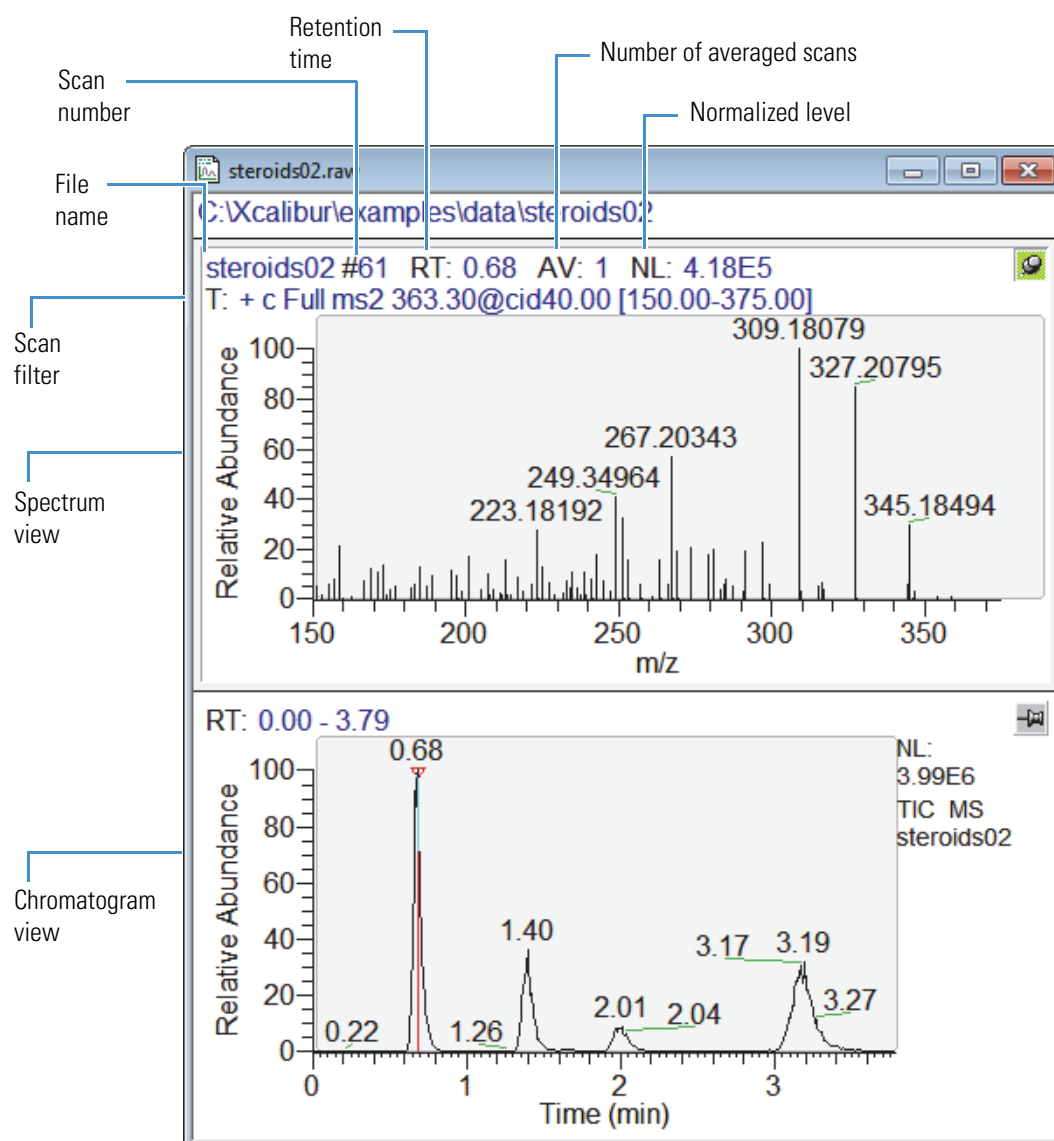 Retention
time
Number of averaged scans
Scan
number
Normalized level
steroids02.raw
File
name
C:\Xcalibur\examples\data\steroids02
steroids02 #61 RT: 0.68 AV: 1 NL: 4.18E5
T: + c Full ms2 363.30@cid40.00 [150.00-375.00]
Scan
filter
309.18079
327.20795
267.20343
249.34964
223.18192
345.18494
Spectrum
view
Relative Abundance
100
80
60
40
20
0
150 200 250 300 350
m/z
RT: 0.00 - 3.79
NL:
3.99E6
TIC MS
steroids02
Chromatogram
view
Relative Abundance
100
80
60
40
20
0
0.68
1.40
3.17 3.19
2.01 2.04 3.27
0.22 1.26
0 1 2 3
Time (min)